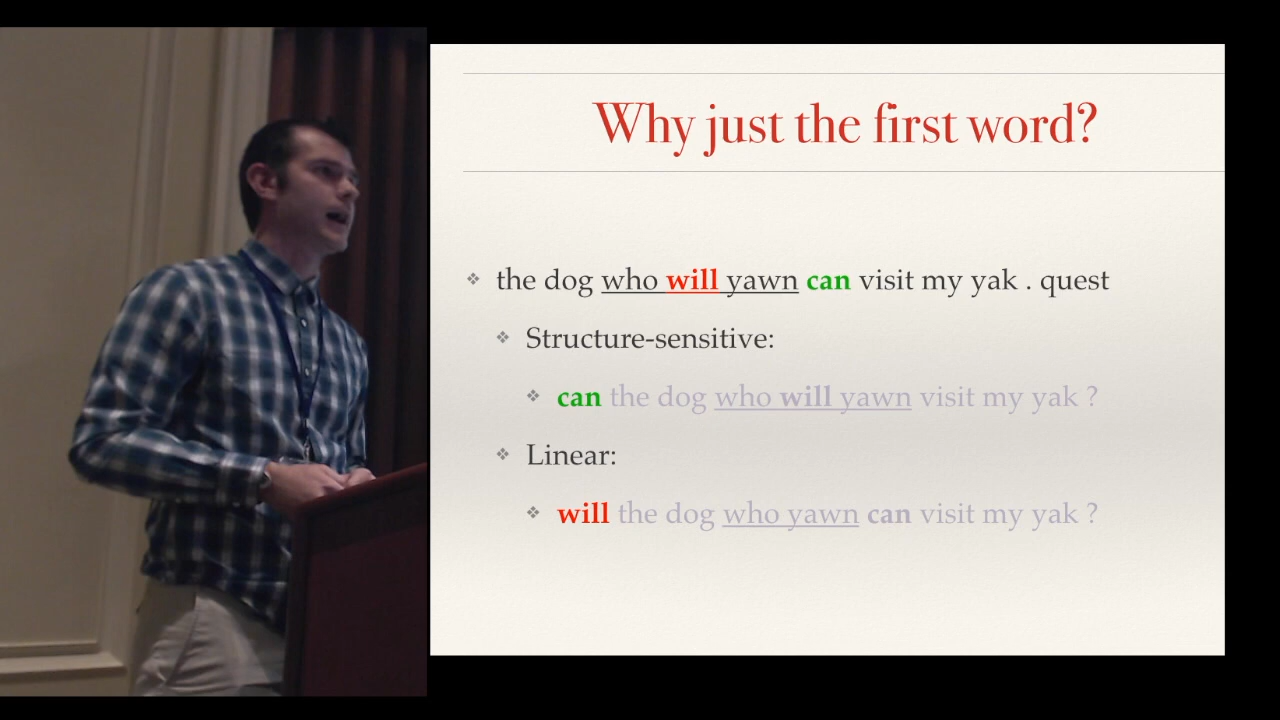 Why just the first word?
the dog who will yawn can visit my yak . quest
Structure-sensitive:
can the dog who will yawn visit my yak ?
Linear:
will the dog who yawn can visit my yak ?